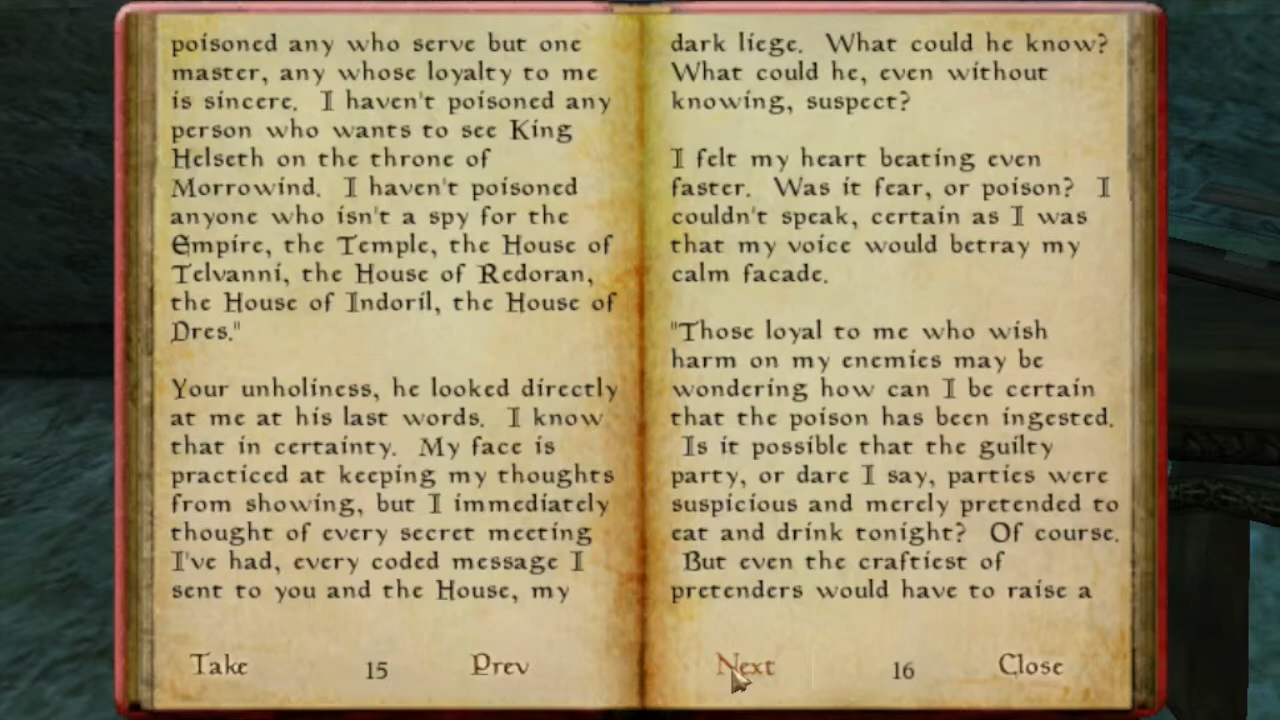 poisoned any who serve but one
master, any whose loyalty to me
is sincere. I haven't poisoned any
person who wants to see King
Helseth on the throne of
Morrowind. I haven't poisoned
anyone who isn't a spy for the
Empire, the Temple, the House of
Telvanni, the House of Redoran,
the House of Indoril, the House of
Dres."
Your unholiness, he looked directly
at me at his last words. I know
that in certainty. My face is
practiced at keeping my thoughts
from showing, but I immediately
thought of every secret meeting
I've had, every coded message I
sent to you and the House, my
dark liege. What could he know?
What could he, even without
knowing, suspect?
I felt my heart beating even
faster. Was it fear, or poison? I
couldn't speak, certain as I was
that my voice would betray my
calm facade.
"Those loyal to me who wish
harm on my enemies may be
wondering how can I be certain
that the poison has been ingested.
Is it possible that the guilty
party, or dare I say, parties were
suspicious and merely pretended to
eat and drink tonight? Of course.
But even the craftiest of
pretenders would have to raise a
Take 15 Prev Next 16 Close